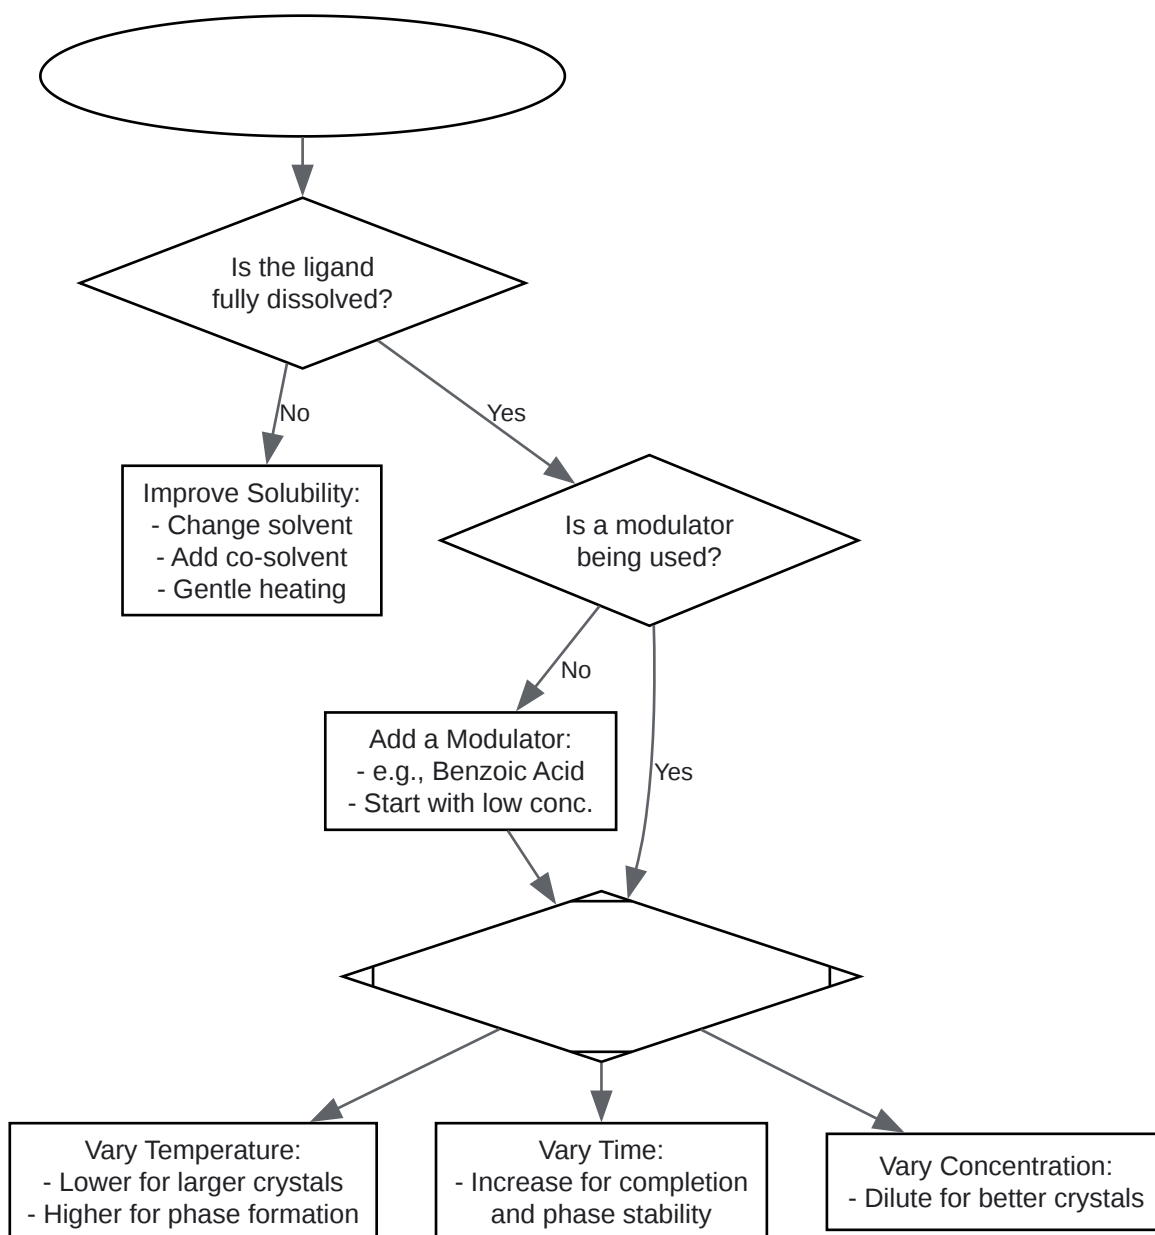 Is the ligand
fully dissolved?
No
Yes
Improve Solubility:
- Change solvent
- Add co-solvent
- Gentle heating
Is a modulator
being used?
No
Add a Modulator:
- e.g., Benzoic Acid
- Start with low conc.
Yes
Vary Temperature:
- Lower for larger crystals
- Higher for phase formation
Vary Time:
- Increase for completion
and phase stability
Vary Concentration:
- Dilute for better crystals